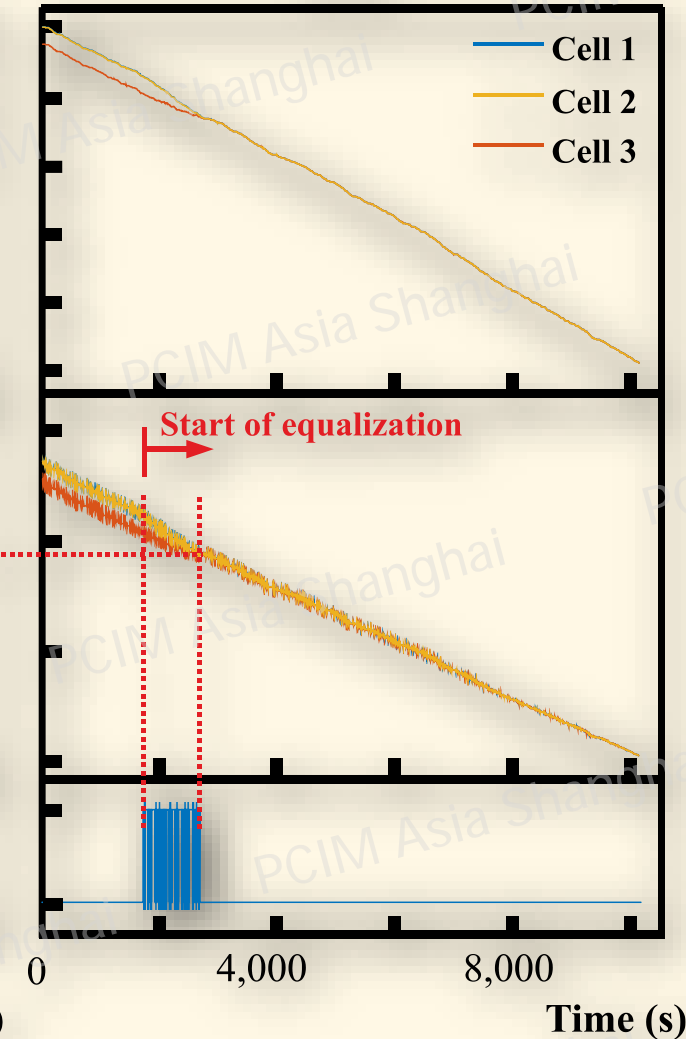 PCIM
Cell 1
Cell 2
Cell 3
PCIM Asia Shanghai
PCIM Asia Shanghai
Start of equalization
PCIM Asia Shanghai
PCIM Asia Shanghai
0
4,000
8,000
Time (s)